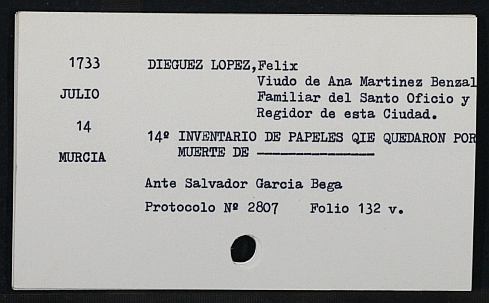 1733
DIEGUEZ LOPEZ,Felix
Viudo de Ana Martinez Benzal
JULIO
Familiar del Santo Oficio y
Regidor de esta Ciudad.
14
14º INVENTARIO DE PAPELES QIE QUEDARON POR
MURCIA
MUERTE DE ————————
Ante Salvador Garcia Bega
Protocolo Nº 2807 Folio 132 v.